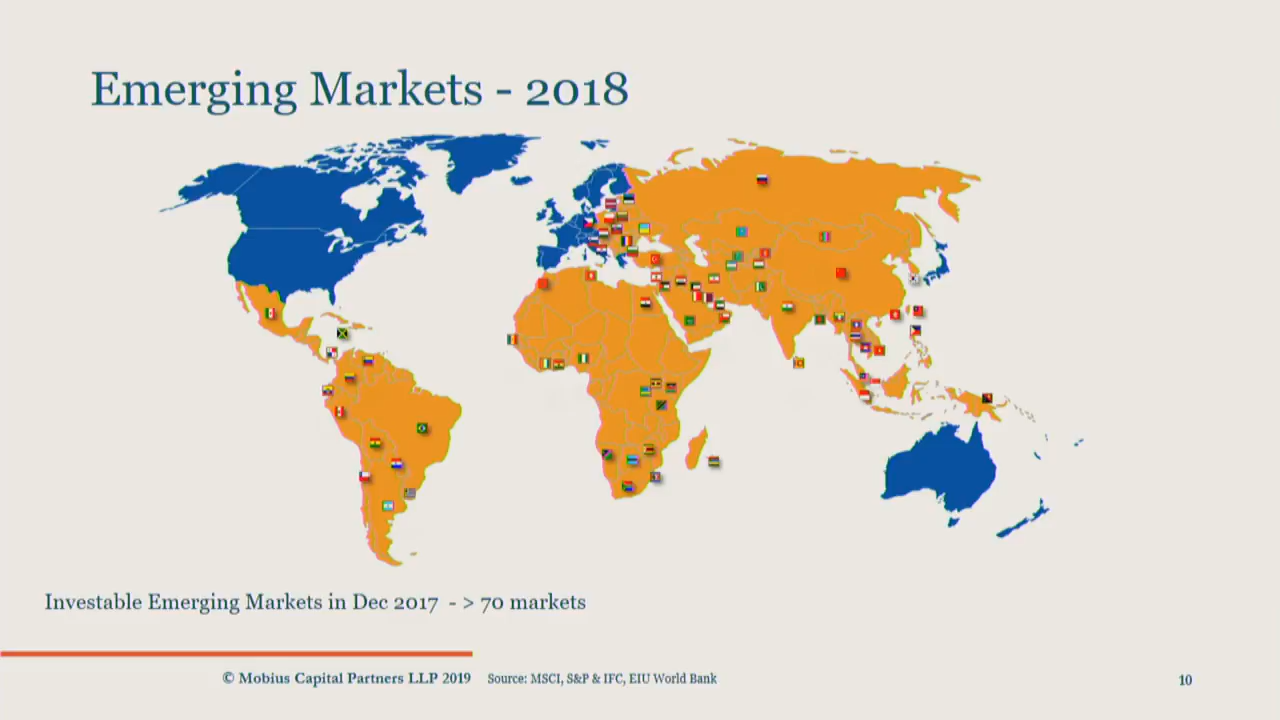 Emerging Markets - 2018
Investable Emerging Markets in Dec 2017 - > 70 markets
© Mobius Capital Partners LLP 2019 Source: MSCI, S&P & IFC, EIU World Bank
10